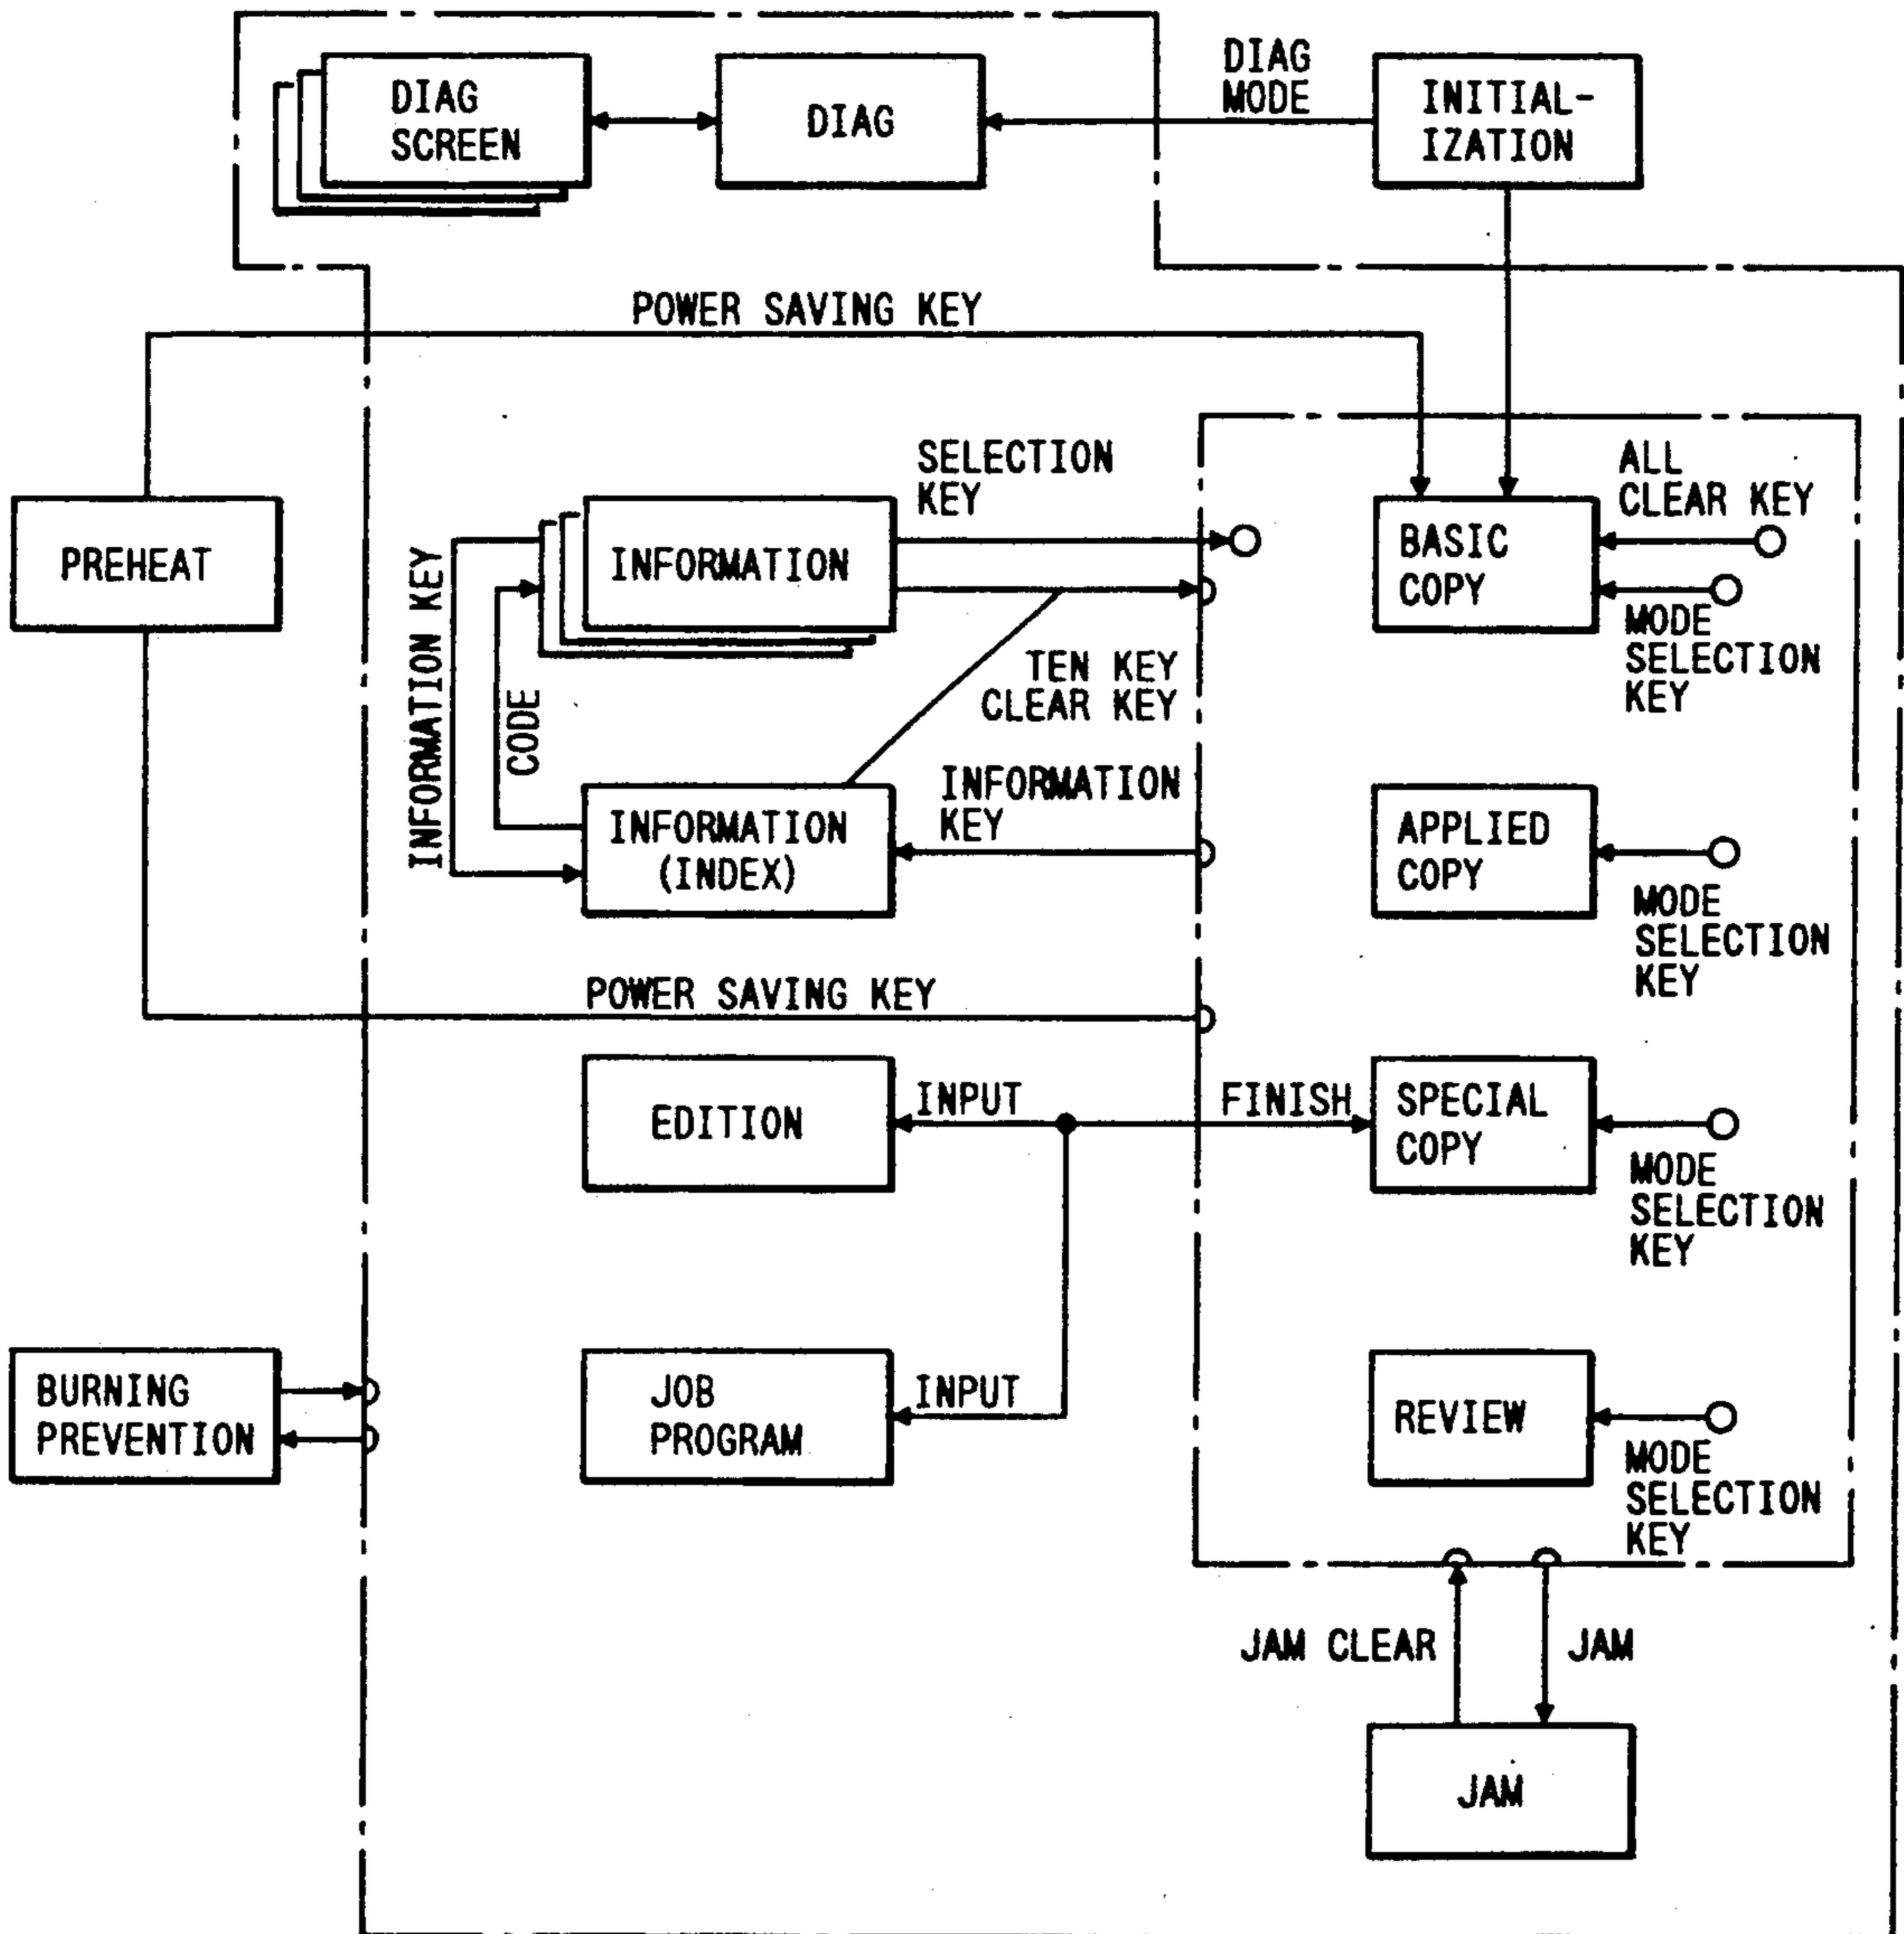 DIAG
SCREEN
DIAG
DIAG
MODE
INITIAL-
IZATION
POWER SAVING KEY
PREHEAT
INFORMATION KEY
CODE
INFORMATION
SELECTION
KEY
TEN KEY
CLEAR KEY
BASIC
COPY
ALL
CLEAR KEY
MODE
SELECTION
KEY
INFORMATION
(INDEX)
INFORMATION
KEY
APPLIED
COPY
MODE
SELECTION
KEY
POWER SAVING KEY
EDITION
INPUT
FINISH
SPECIAL
COPY
MODE
SELECTION
KEY
BURNING
PREVENTION
JOB
PROGRAM
INPUT
REVIEW
MODE
SELECTION
KEY
JAM CLEAR
JAM
JAM